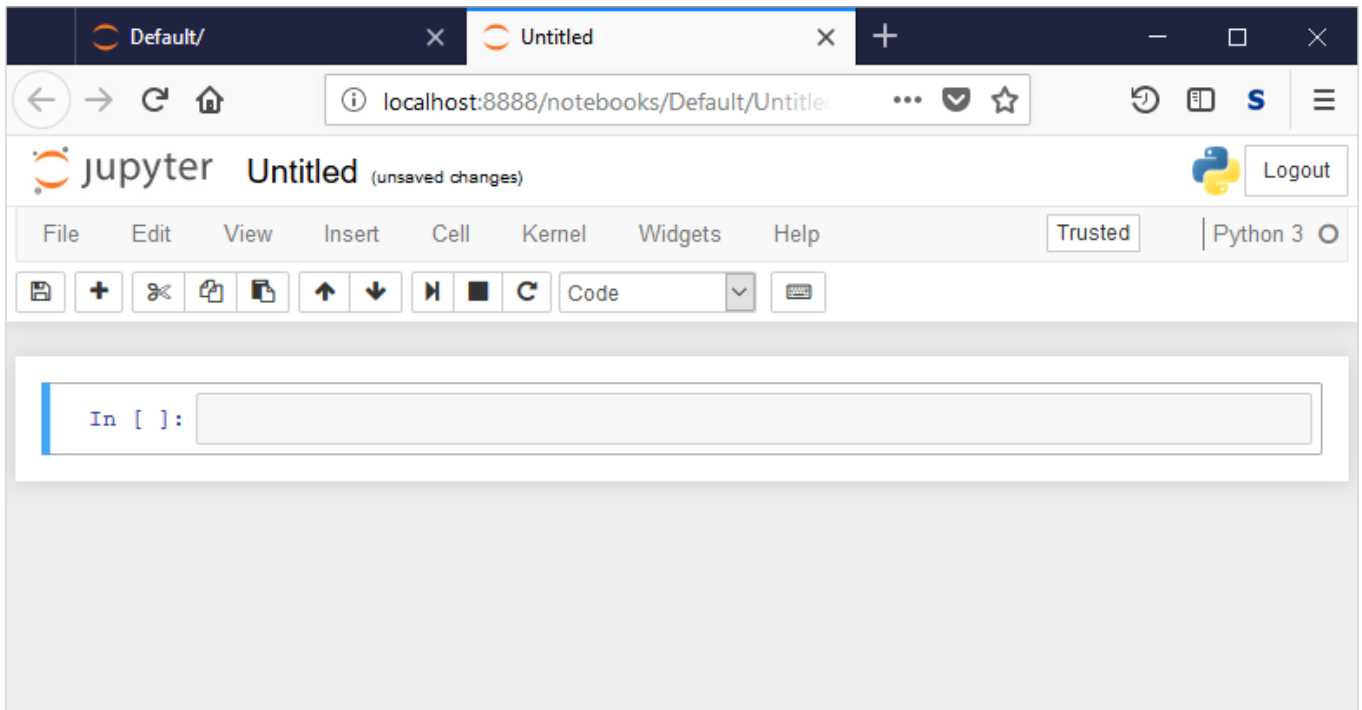 Default/
Untitled
localhost:8888/notebooks/Default/Untitled
jupyter Untitled (unsaved changes)
Logout
File Edit View Insert Cell Kernel Widgets Help
Trusted
Python 3
Code
In [ ]: